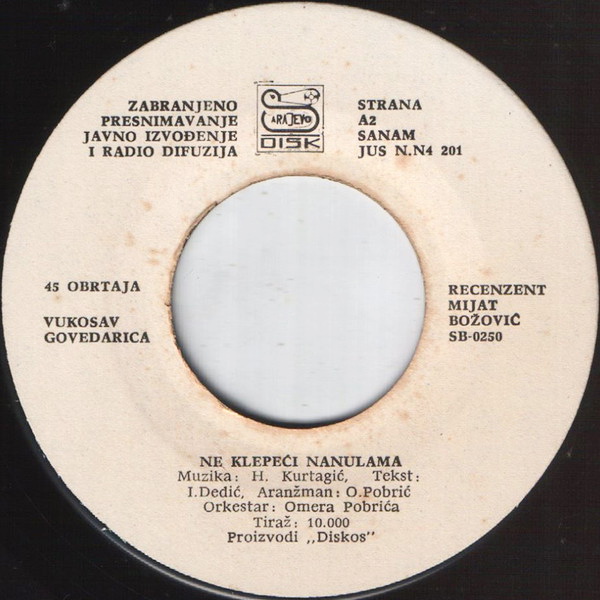 ZABRANJENO
PRESNIMAVANJE
JAVNO IZVOĐENJE
I RADIO DIFUZIJA
SARAJEVO
DISK
STRANA
A2
SANAM
JUS N.N4 201
45 OBRTAJA
VUKOSAV
GOVEDARICA
RECENZENT
MIJAT
BOŽOVIĆ
SB-0250
NE KLEPEĆI NANULAMA
Muzika: H. Kurtagić, Tekst:
I.Dedić, Aranžman: O.Pobrić
Orkestar: Omera Pobrića
Tiraž: 10.000
Proizvodi „Diskos"